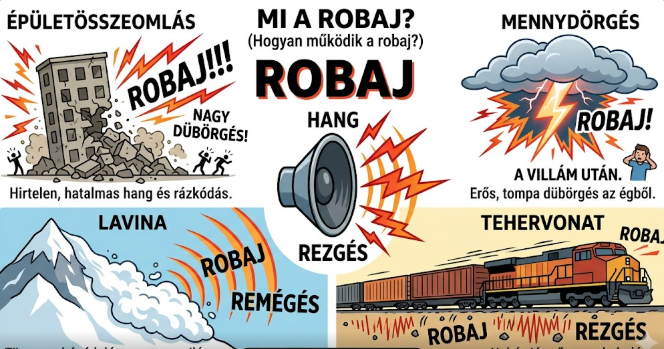 ÉPÜLETÖSSZEOMLÁS
ROBAJ!!!
NAGY
DÜBÖRGÉS!
Hirtelen, hatalmas hang és rázkódás.
MI A ROBAJ?
(Hogyan működik a robaj?)
ROBAJ
HANG
REZGÉS
MENNYDÖRGÉS
ROBAJ!
A VILLÁM UTÁN.
Erős, tompa dübörgés az égből.
LAVINA
ROBAJ
REMÉGÉS
TEHERVONAT
ROBAJ
ROBAJ
REZGÉS